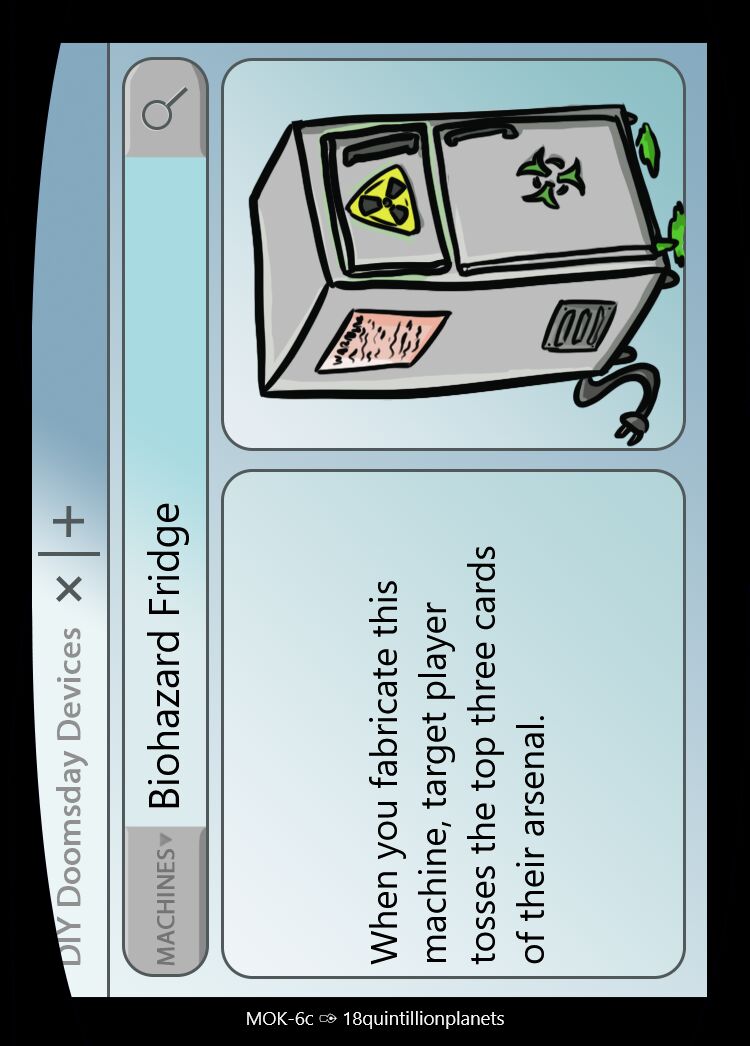 DIY Doomsday Devices × | +
MACHINES▾ Biohazard Fridge
When you fabricate this
machine, target player
tosses the top three cards
of their arsenal.
MOK-6c ✑ 18quintillionplanets